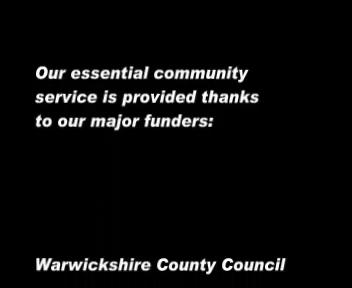 Our essential community
service is provided thanks
to our major funders:
Warwickshire County Council